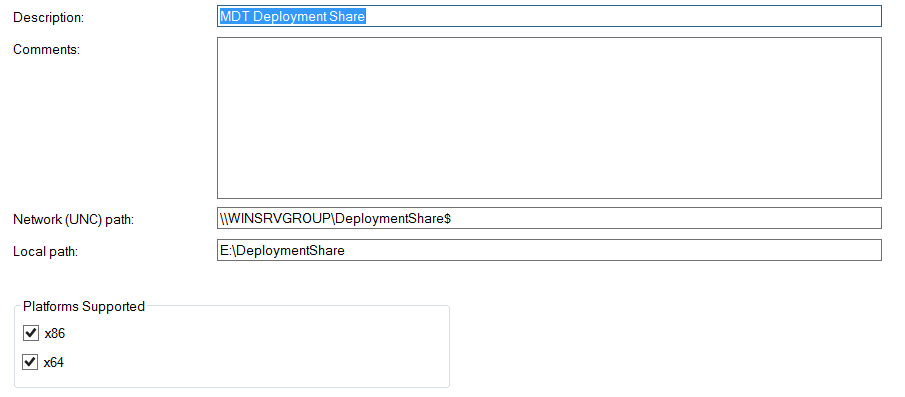 Description: MDT Deployment Share
Comments:
Network (UNC) path: \\WINSRVGROUP\DeploymentShare$
Local path: E:\DeploymentShare
Platforms Supported
x86
x64